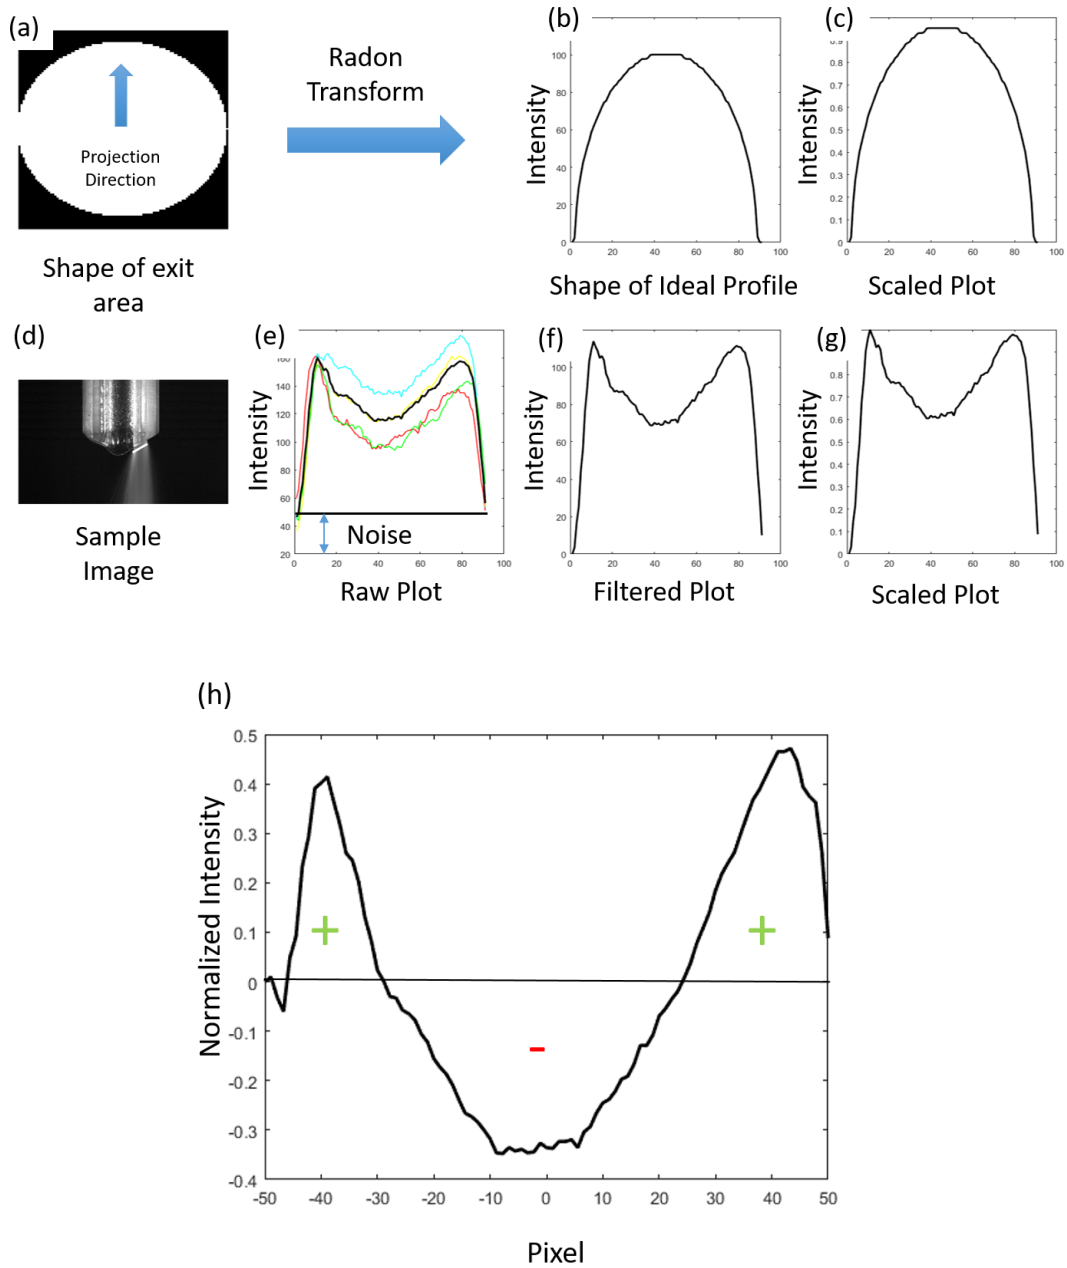 (a)
Projection
Direction
Shape of exit
area
Radon
Transform
(b)
Intensity
100
80
60
40
20
0
0 20 40 60 80 100
Shape of Ideal Profile
(c)
Intensity
0.9
0.8
0.7
0.6
0.5
0.4
0.3
0.2
0.1
0
0 20 40 60 80 100
Scaled Plot
(d)
Sample
Image
(e)
Intensity
160
140
120
100
80
60
40
20
0 20 40 60 80 100
Noise
Raw Plot
(f)
Intensity
100
80
60
40
20
0
0 20 40 60 80 100
Filtered Plot
(g)
Intensity
0.9
0.8
0.7
0.6
0.5
0.4
0.3
0.2
0.1
0
0 20 40 60 80 100
Scaled Plot
(h)
Normalized Intensity
0.5
0.4
0.3
0.2
0.1
0
-0.1
-0.2
-0.3
-0.4
+
-
+
-50 -40 -30 -20 -10 0 10 20 30 40 50
Pixel